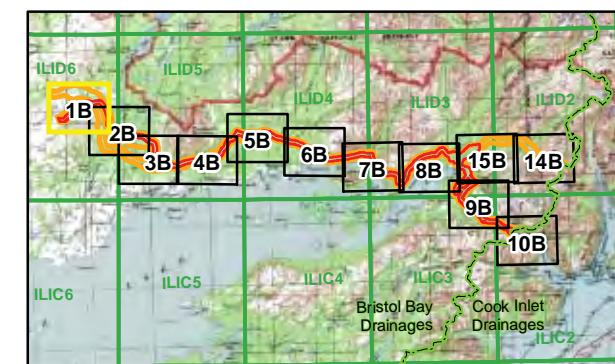 ILID6
ILID5
ILID4
ILID3
ILID2
1B
2B
3B
4B
5B
6B
7B
8B
15B
14B
9B
10B
ILIC6
ILIC5
ILIC4
ILIC3
ILIC2
Bristol Bay
Drainages
Cook Inlet
Drainages